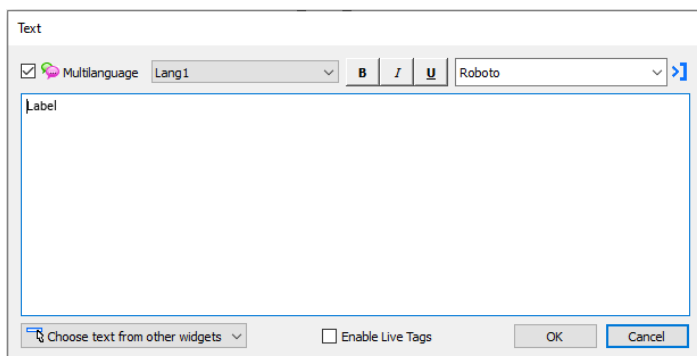 Text
Multilanguage Lang1 B I U Roboto
Label
Choose text from other widgets Enable Live Tags OK Cancel